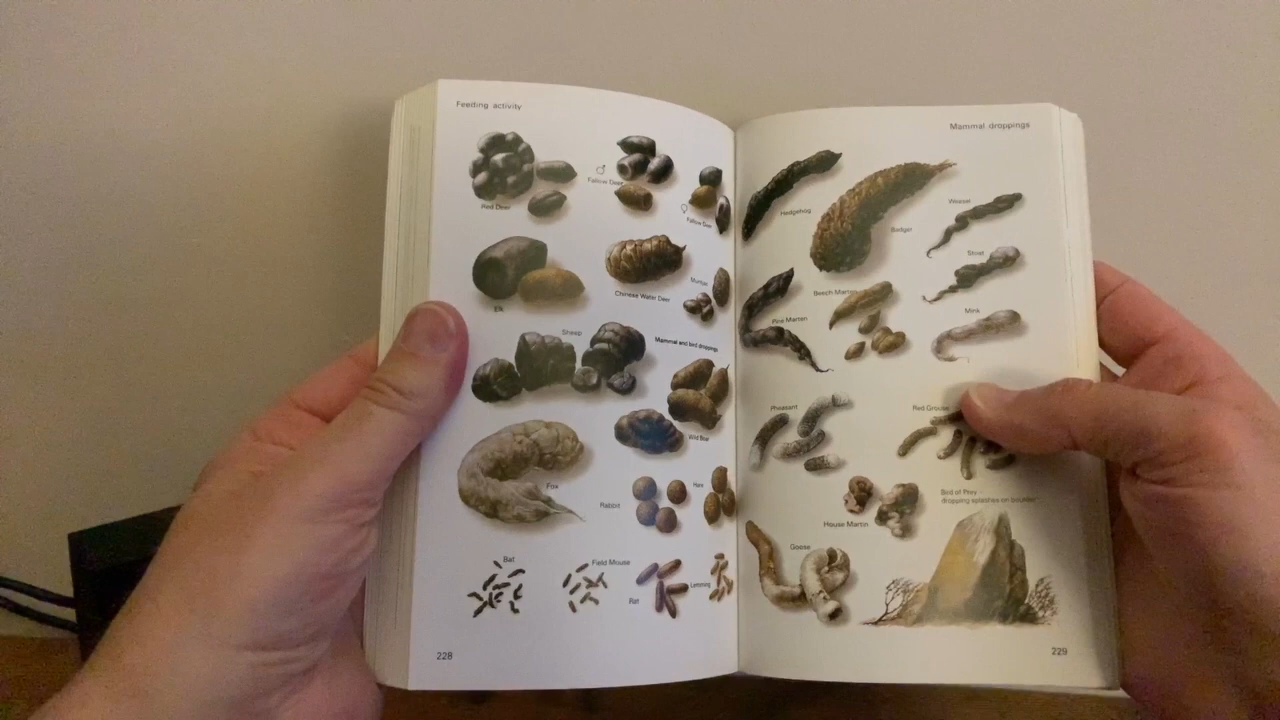 Feeding activity
♂
Fallow Deer
Red Deer
♀
Fallow Deer
Chinese Water Deer
Muntjac
Elk
Sheep
Mammal and bird droppings
Wild Boar
Fox
Rabbit
Hare
Bat
Field Mouse
Rat
Lemming
228
Mammal droppings
Hedgehog
Badger
Weasel
Stoat
Beech Marten
Pine Marten
Mink
Pheasant
Red Grouse
Bird of Prey -
dropping splashes on boulder
House Martin
Goose
229